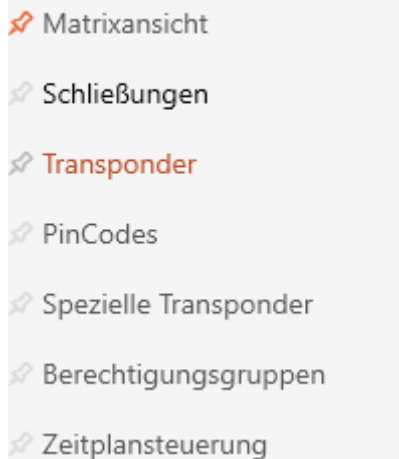 Matrixansicht
Schließungen
Transponder
PinCodes
Spezielle Transponder
Berechtigungsgruppen
Zeitplansteuerung